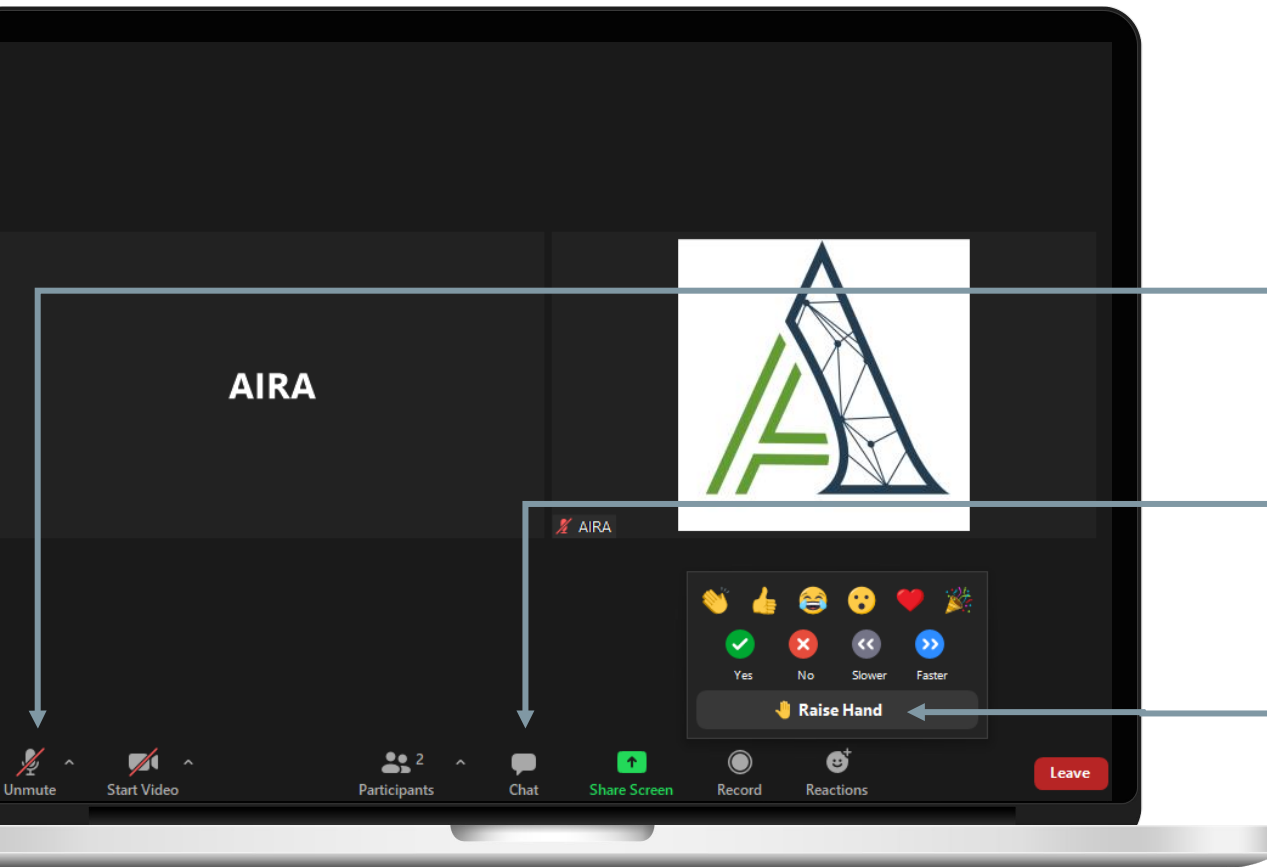 AIRA
AIRA
Yes No Slower Faster
Raise Hand
2
Unmute Start Video Participants Chat Share Screen Record Reactions Leave